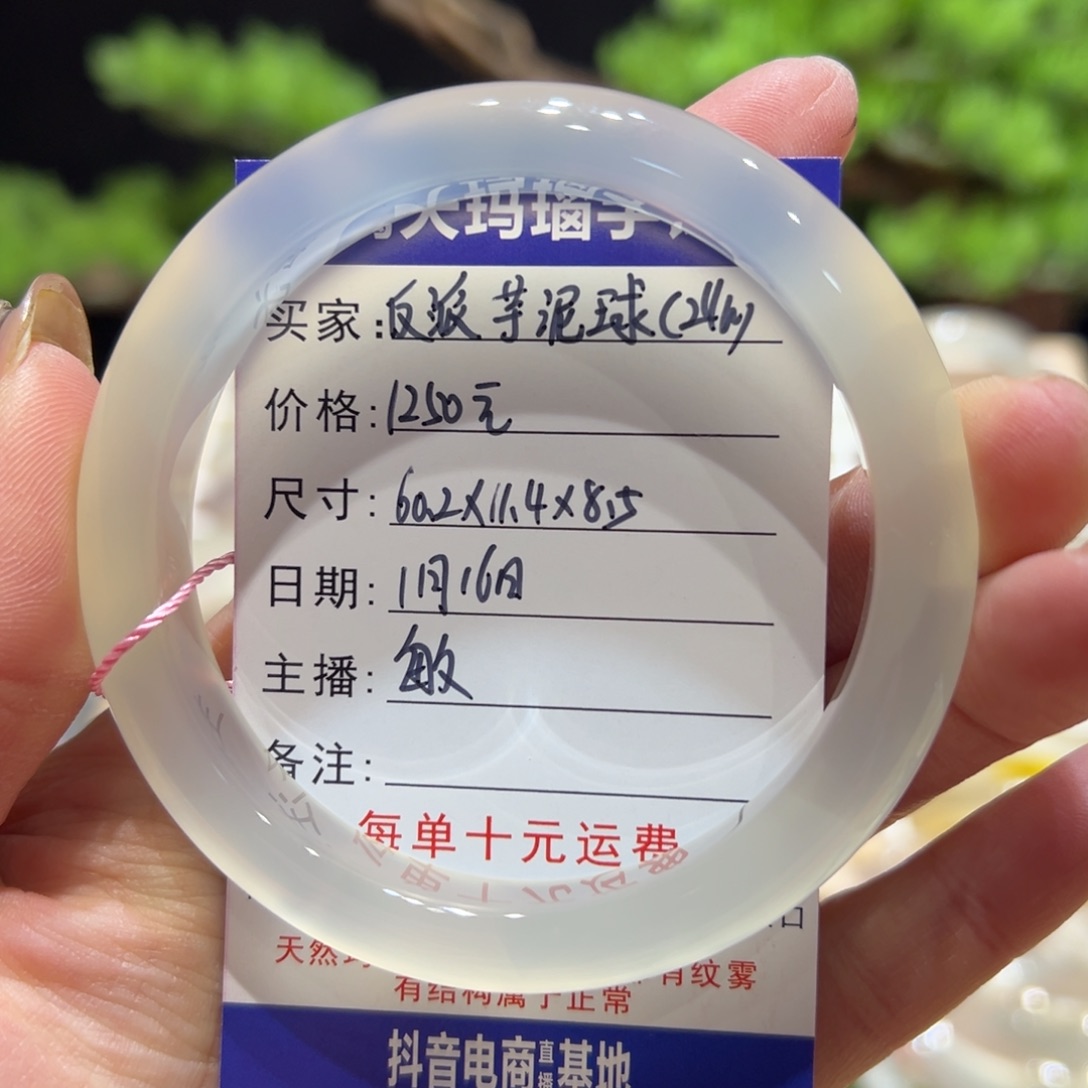 天玛瑙手
买家:反派芋泥球(24h)
价格:1250元
尺寸:60.2×11.4×8.5
日期:1月16日
主播:敏
备注:
每单十元运费
天然 有纹雾
有结构属于正常
抖音电商直播基地